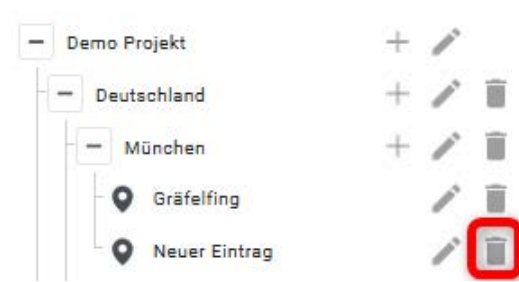 Demo Projekt
Deutschland
München
Gräfelfing
Neuer Eintrag